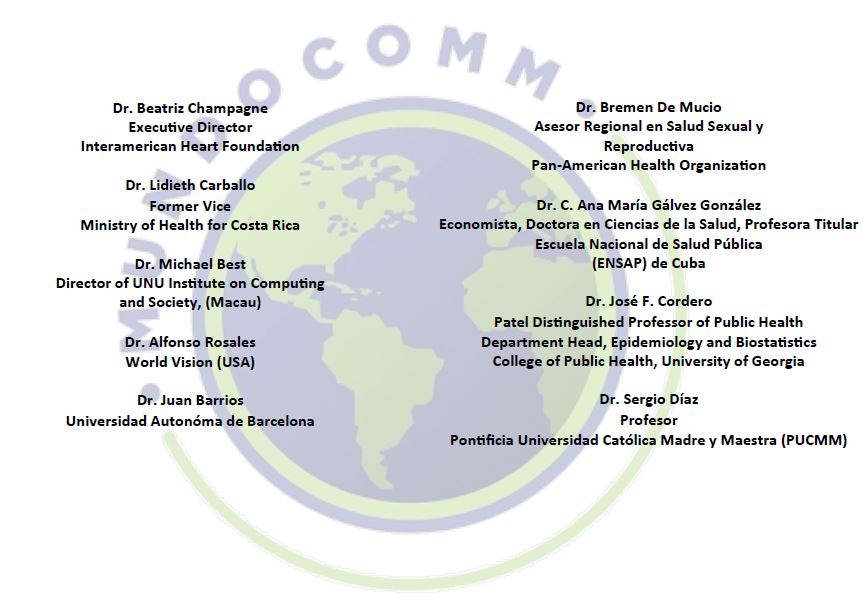 MUNDOCOMM
Dr. Beatriz Champagne
Executive Director
Interamerican Heart Foundation
Dr. Lidieth Carballo
Former Vice
Ministry of Health for Costa Rica
Dr. Michael Best
Director of UNU Institute on Computing
and Society, (Macau)
Dr. Alfonso Rosales
World Vision (USA)
Dr. Juan Barrios
Universidad Autonóma de Barcelona
Dr. Bremen De Mucio
Asesor Regional en Salud Sexual y
Reproductiva
Pan-American Health Organization
Dr. C. Ana María Gálvez González
Economista, Doctora en Ciencias de la Salud, Profesora Titular
Escuela Nacional de Salud Pública
(ENSAP) de Cuba
Dr. José F. Cordero
Patel Distinguished Professor of Public Health
Department Head, Epidemiology and Biostatistics
College of Public Health, University of Georgia
Dr. Sergio Díaz
Profesor
Pontificia Universidad Católica Madre y Maestra (PUCMM)